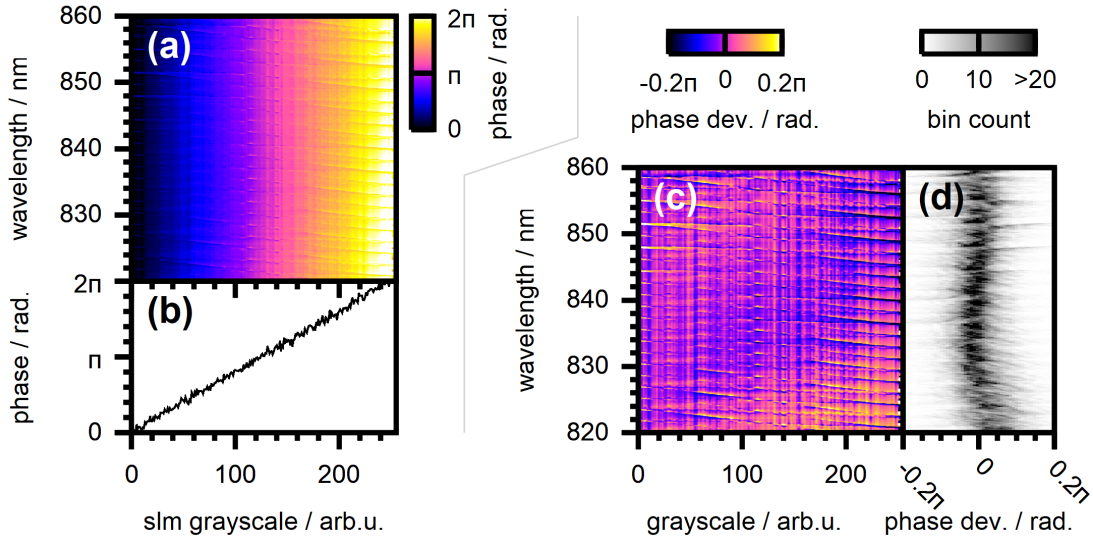 860
850
840
830
820
wavelength / nm
(a)
2π
π
0
phase / rad.
2π
π
0
phase / rad.
(b)
0
100
200
slm grayscale / arb.u.
-0.2π
0
0.2π
phase dev. / rad.
0
10
>20
bin count
860
850
840
830
820
wavelength / nm
(c)
(d)
0
100
200
grayscale / arb.u.
-0.2π
0
0.2π
phase dev. / rad.